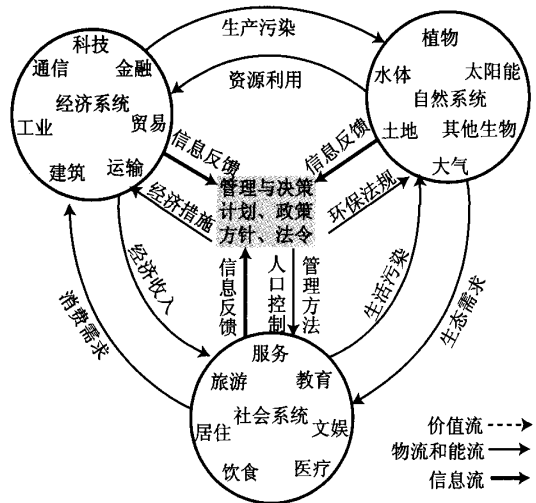 生产污染
资源利用
科技
通信
金融
经济系统
工业
贸易
建筑
运输
植物
水体
太阳能
自然系统
土地
其他生物
大气
信息反馈
信息反馈
管理与决策
计划、政策
方针、法令
经济措施
环保法规
经济收入
消费需求
信息反馈
人口控制
管理方法
生活污染
生态需求
服务
旅游
教育
社会系统
居住
文娱
饮食
医疗
价值流
物流和能流
信息流